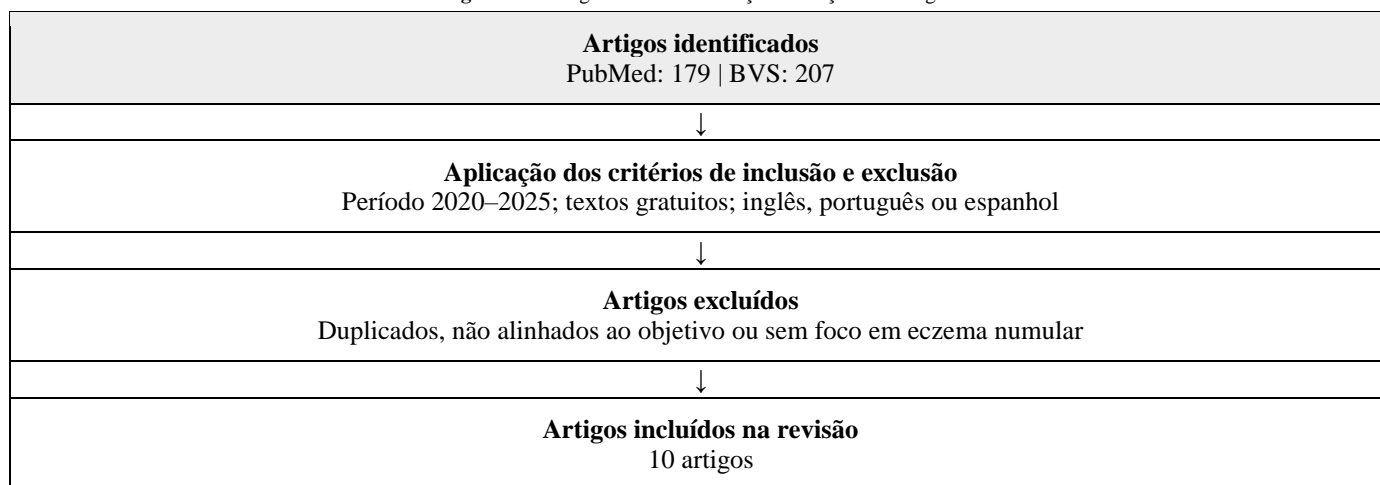 Artigos identificados
PubMed: 179 | BVS: 207
↓
Aplicação dos critérios de inclusão e exclusão
Período 2020–2025; textos gratuitos; inglês, português ou espanhol
↓
Artigos excluídos
Duplicados, não alinhados ao objetivo ou sem foco em eczema numular
↓
Artigos incluídos na revisão
10 artigos